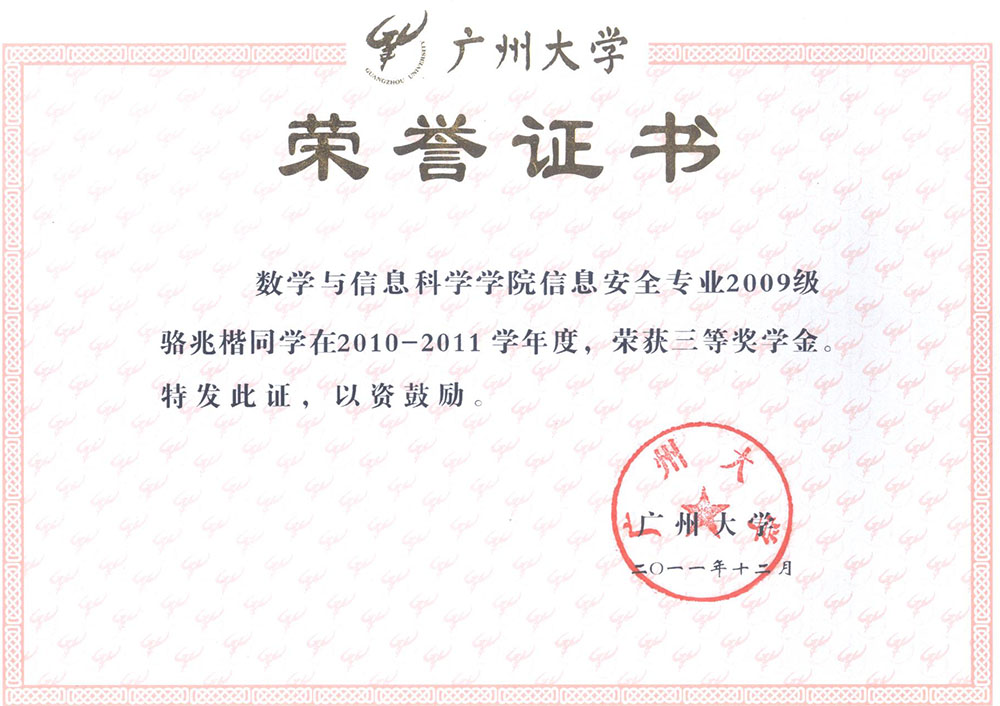 广州大学
GUANGZHOU UNIVERSITY
荣誉证书
数学与信息科学学院信息安全专业2009级
骆兆楷同学在2010-2011学年度，荣获三等奖学金。
特发此证，以资鼓励。
广州大学
广州大学
二〇一一年十二月